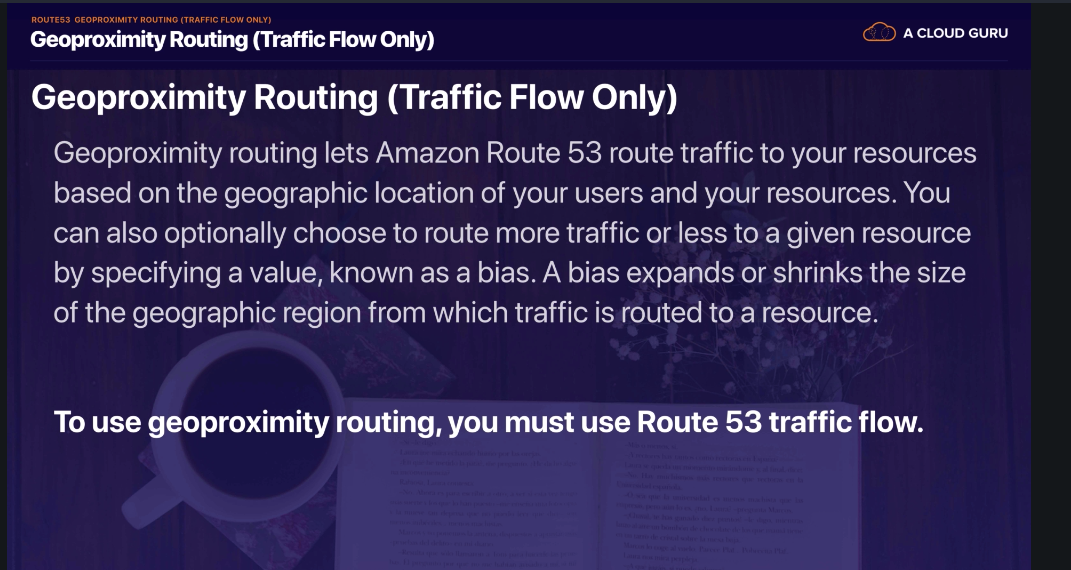 ROUTE53 GEOPROXIMITY ROUTING (TRAFFIC FLOW ONLY)
Geoproximity Routing (Traffic Flow Only)
A CLOUD GURU
Geoproximity Routing (Traffic Flow Only)
Geoproximity routing lets Amazon Route 53 route traffic to your resources
based on the geographic location of your users and your resources. You
can also optionally choose to route more traffic or less to a given resource
by specifying a value, known as a bias. A bias expands or shrinks the size
of the geographic region from which traffic is routed to a resource.
To use geoproximity routing, you must use Route 53 traffic flow.